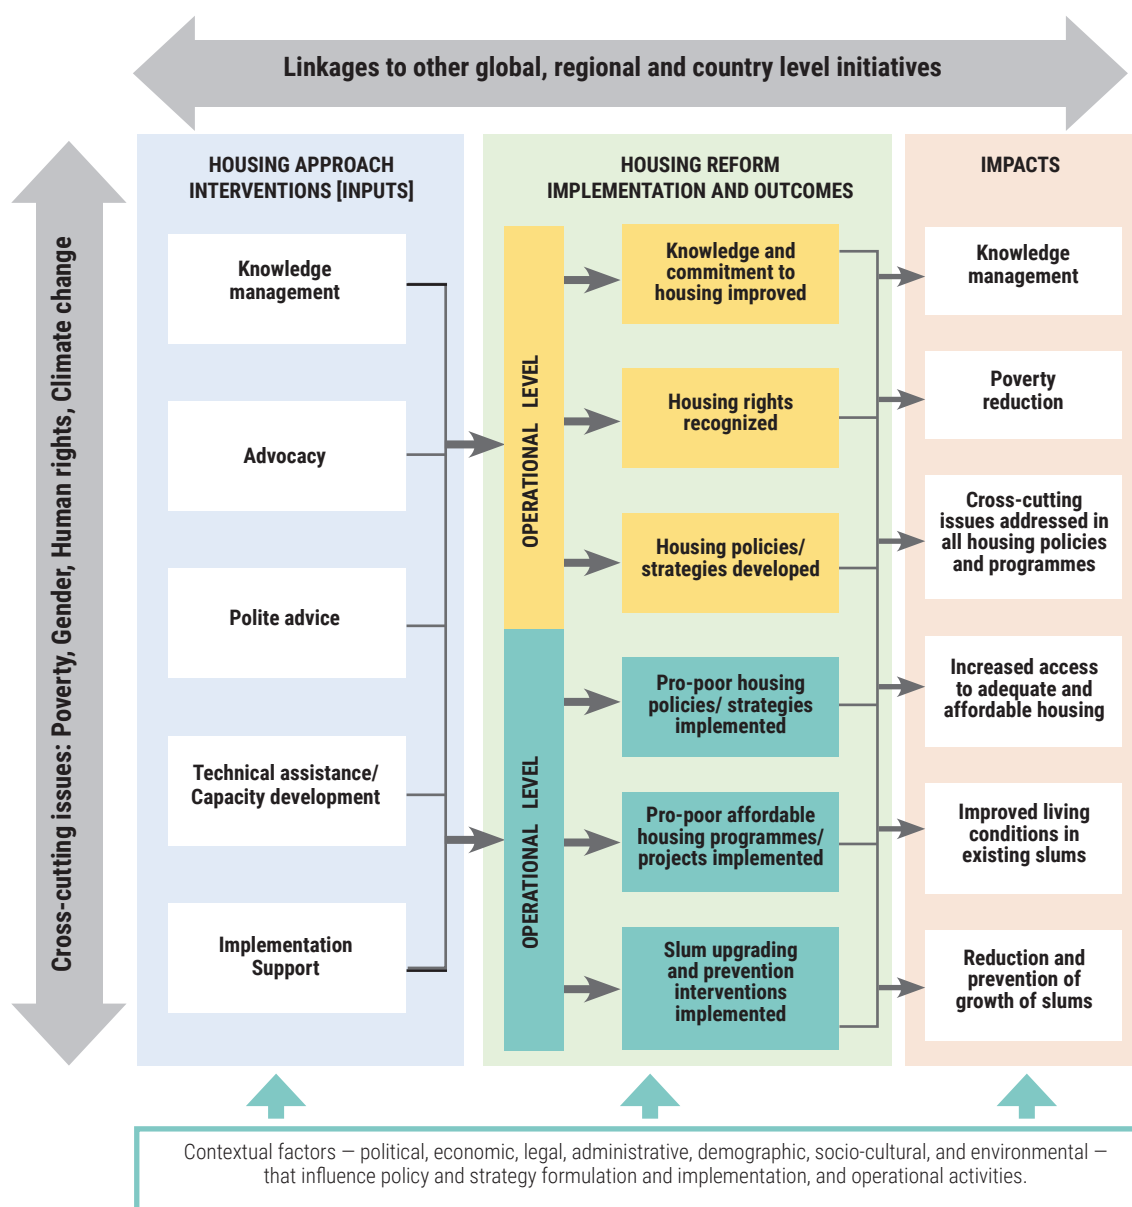 Linkages to other global, regional and country level initiatives
Cross-cutting issues: Poverty, Gender, Human rights, Climate change
HOUSING APPROACH
INTERVENTIONS [INPUTS]
Knowledge
management
Advocacy
Polite advice
Technical assistance/
Capacity development
Implementation
Support
HOUSING REFORM
IMPLEMENTATION AND OUTCOMES
OPERATIONAL LEVEL
Knowledge and
commitment to
housing improved
Housing rights
recognized
Housing policies/
strategies developed
OPERATIONAL LEVEL
Pro-poor housing
policies/ strategies
implemented
Pro-poor affordable
housing programmes/
projects implemented
Slum upgrading
and prevention
interventions
implemented
IMPACTS
Knowledge
management
Poverty
reduction
Cross-cutting
issues addressed in
all housing policies
and programmes
Increased access
to adequate and
affordable housing
Improved living
conditions in
existing slums
Reduction and
prevention of
growth of slums
Contextual factors — political, economic, legal, administrative, demographic, socio-cultural, and environmental —
that influence policy and strategy formulation and implementation, and operational activities.